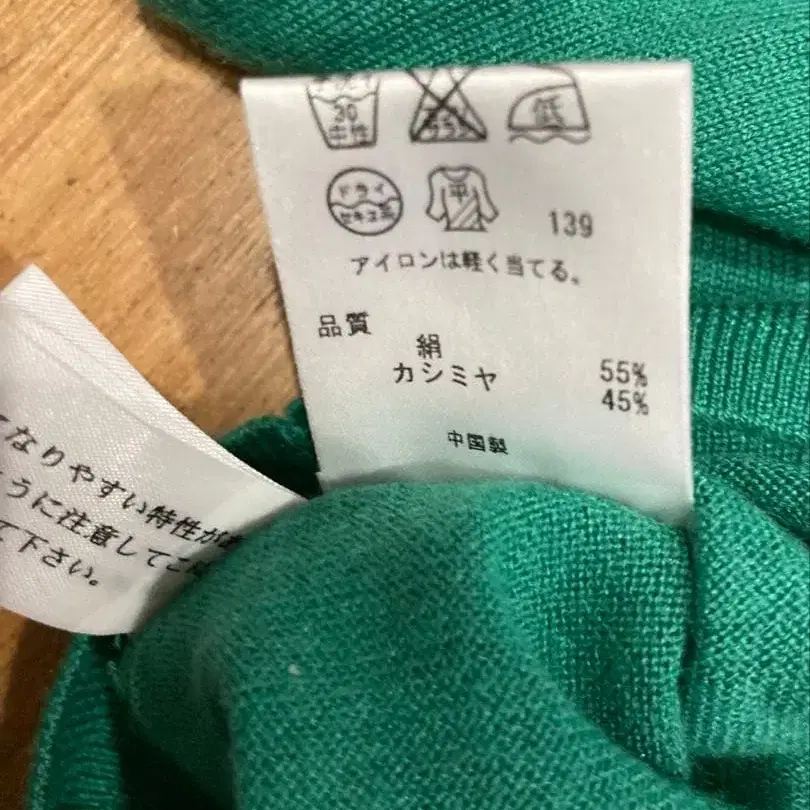 30
中性
低
ドライ
セキユ系
平
139
アイロンは軽く当てる。
品質
絹 55%
カシミヤ 45%
中国製
なりやすい特性が
うに注意してご
て下さい。